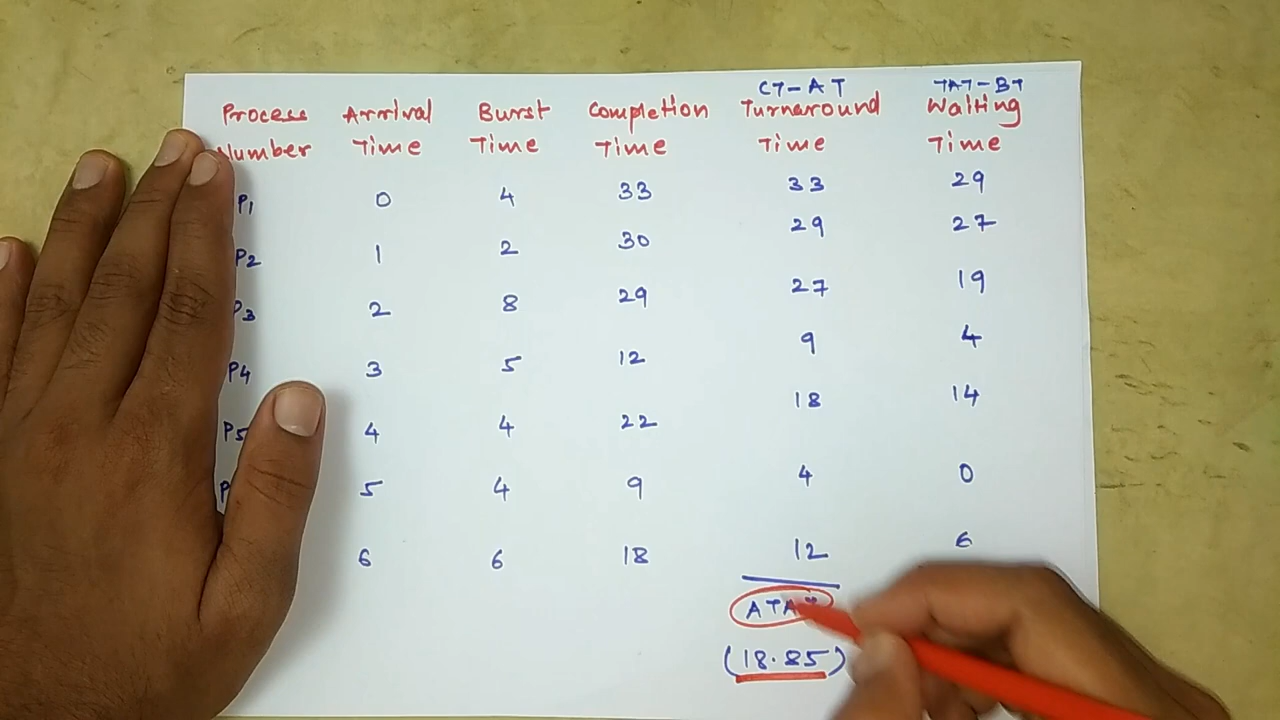 CT-AT TAT-BT
Process Arrival Burst Completion Turnaround Waiting
Number Time Time Time Time Time
P1 0 4 33 33 29
P2 1 2 30 29 27
P3 2 8 29 27 19
P4 3 5 12 9 4
P5 4 4 22 18 14
P 5 4 9 4 0
6 6 18 12 6
ATAT
(18.85)